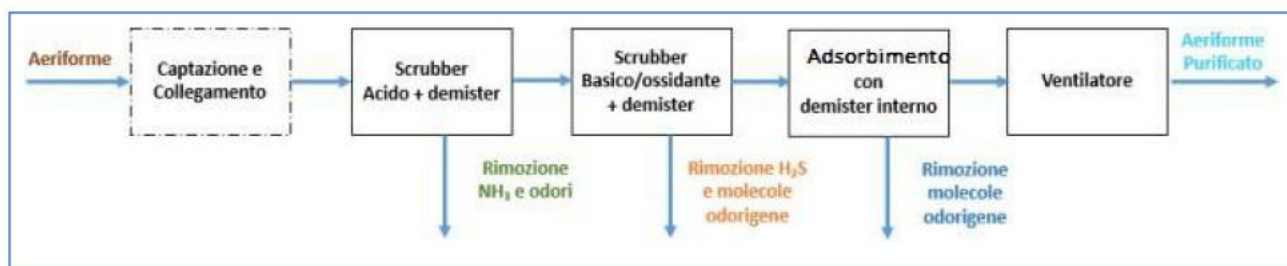 Aeriforme
Captazione e
Collegamento
Scrubber
Acido + demister
Scrubber
Basico/ossidante
+ demister
Adsorbimento
con
demister interno
Ventilatore
Aeriforme
Purificato
Rimozione
NH₃ e odori
Rimozione H₂S
e molecole
odorigene
Rimozione
molecole
odorigene